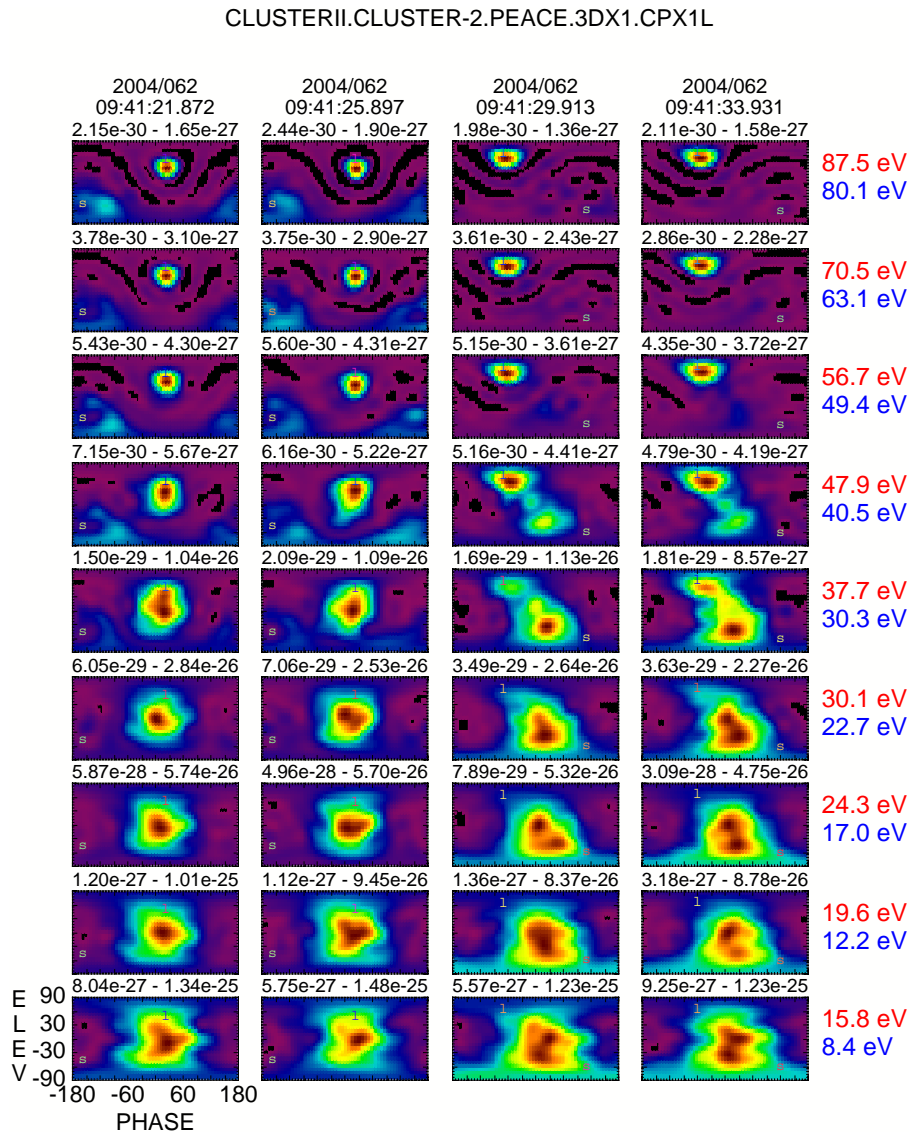 CLUSTERII.CLUSTER-2.PEACE.3DX1.CPX1L
2004/062 2004/062 2004/062 2004/062
09:41:21.872 09:41:25.897 09:41:29.913 09:41:33.931
2.15e-30 - 1.65e-27 2.44e-30 - 1.90e-27 1.98e-30 - 1.36e-27 2.11e-30 - 1.58e-27
87.5 eV
80.1 eV
3.78e-30 - 3.10e-27 3.75e-30 - 2.90e-27 3.61e-30 - 2.43e-27 2.86e-30 - 2.28e-27
70.5 eV
63.1 eV
5.43e-30 - 4.30e-27 5.60e-30 - 4.31e-27 5.15e-30 - 3.61e-27 4.35e-30 - 3.72e-27
56.7 eV
49.4 eV
7.15e-30 - 5.67e-27 6.16e-30 - 5.22e-27 5.16e-30 - 4.41e-27 4.79e-30 - 4.19e-27
47.9 eV
40.5 eV
1.50e-29 - 1.04e-26 2.09e-29 - 1.09e-26 1.69e-29 - 1.13e-26 1.81e-29 - 8.57e-27
37.7 eV
30.3 eV
6.05e-29 - 2.84e-26 7.06e-29 - 2.53e-26 3.49e-29 - 2.64e-26 3.63e-29 - 2.27e-26
30.1 eV
22.7 eV
5.87e-28 - 5.74e-26 4.96e-28 - 5.70e-26 7.89e-29 - 5.32e-26 3.09e-28 - 4.75e-26
24.3 eV
17.0 eV
1.20e-27 - 1.01e-25 1.12e-27 - 9.45e-26 1.36e-27 - 8.37e-26 3.18e-27 - 8.78e-26
19.6 eV
12.2 eV
8.04e-27 - 1.34e-25 5.75e-27 - 1.48e-25 5.57e-27 - 1.23e-25 9.25e-27 - 1.23e-25
15.8 eV
8.4 eV
E 90
L 30
E -30
V -90
-180 -60 60 180
PHASE